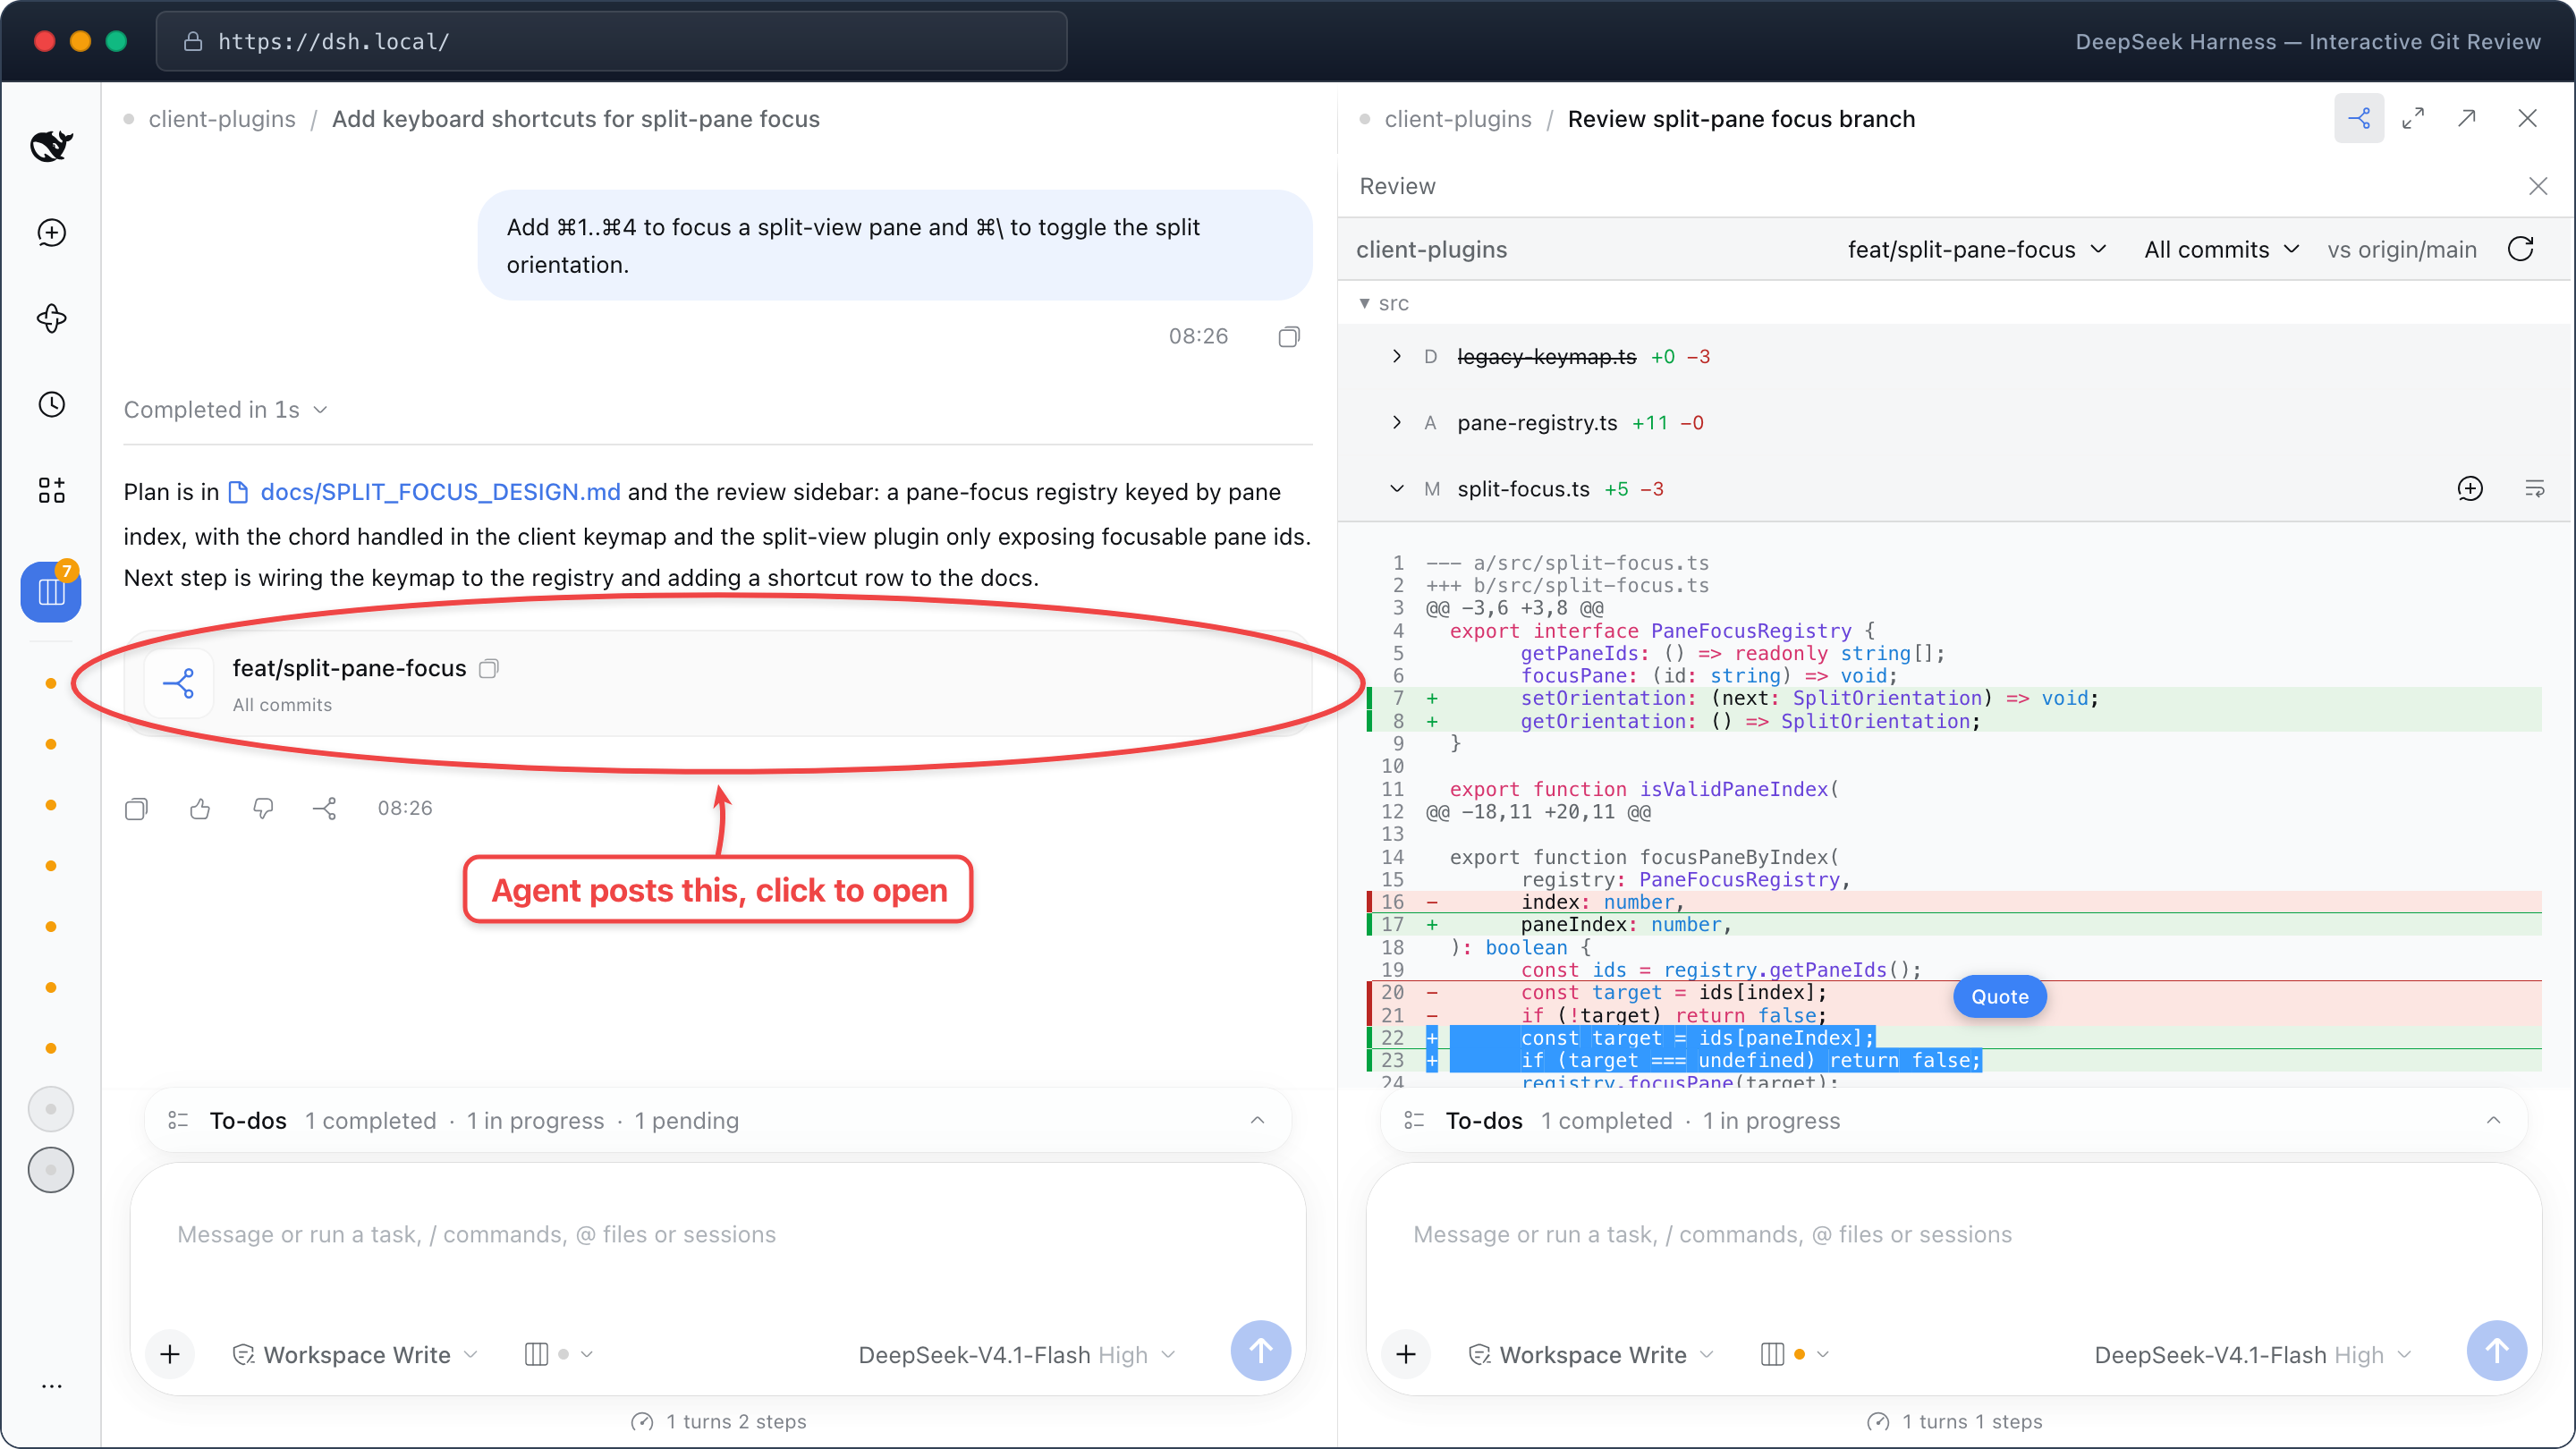 https://dsh.local/
DeepSeek Harness — Interactive Git Review
client-plugins / Add keyboard shortcuts for split-pane focus
Add ⌘1..⌘4 to focus a split-view pane and ⌘\ to toggle the split
orientation.
08:26
Completed in 1s
Plan is in docs/SPLIT_FOCUS_DESIGN.md and the review sidebar: a pane-focus registry keyed by pane
index, with the chord handled in the client keymap and the split-view plugin only exposing focusable pane ids.
Next step is wiring the keymap to the registry and adding a shortcut row to the docs.
7
feat/split-pane-focus
All commits
08:26
Agent posts this, click to open
To-dos 1 completed · 1 in progress · 1 pending
Message or run a task, / commands, @ files or sessions
Workspace Write
DeepSeek-V4.1-Flash High
1 turns 2 steps
client-plugins / Review split-pane focus branch
Review
client-plugins feat/split-pane-focus All commits vs origin/main
src
D legacy-keymap.ts +0 −3
A pane-registry.ts +11 −0
M split-focus.ts +5 −3
1 --- a/src/split-focus.ts
2 +++ b/src/split-focus.ts
3 @@ -3,6 +3,8 @@
4 export interface PaneFocusRegistry {
5 getPaneIds: () => readonly string[];
6 focusPane: (id: string) => void;
7 + setOrientation: (next: SplitOrientation) => void;
8 + getOrientation: () => SplitOrientation;
9 }
10
11 export function isValidPaneIndex(
12 @@ -18,11 +20,11 @@
13
14 export function focusPaneByIndex(
15 registry: PaneFocusRegistry,
16 - index: number,
17 + paneIndex: number,
18 ): boolean {
19 const ids = registry.getPaneIds();
20 - const target = ids[index];
21 - if (!target) return false;
22 + const target = ids[paneIndex];
23 + if (target === undefined) return false;
24 registry.focusPane(target);
Quote
To-dos 1 completed · 1 in progress
Message or run a task, / commands, @ files or sessions
Workspace Write
DeepSeek-V4.1-Flash High
1 turns 1 steps